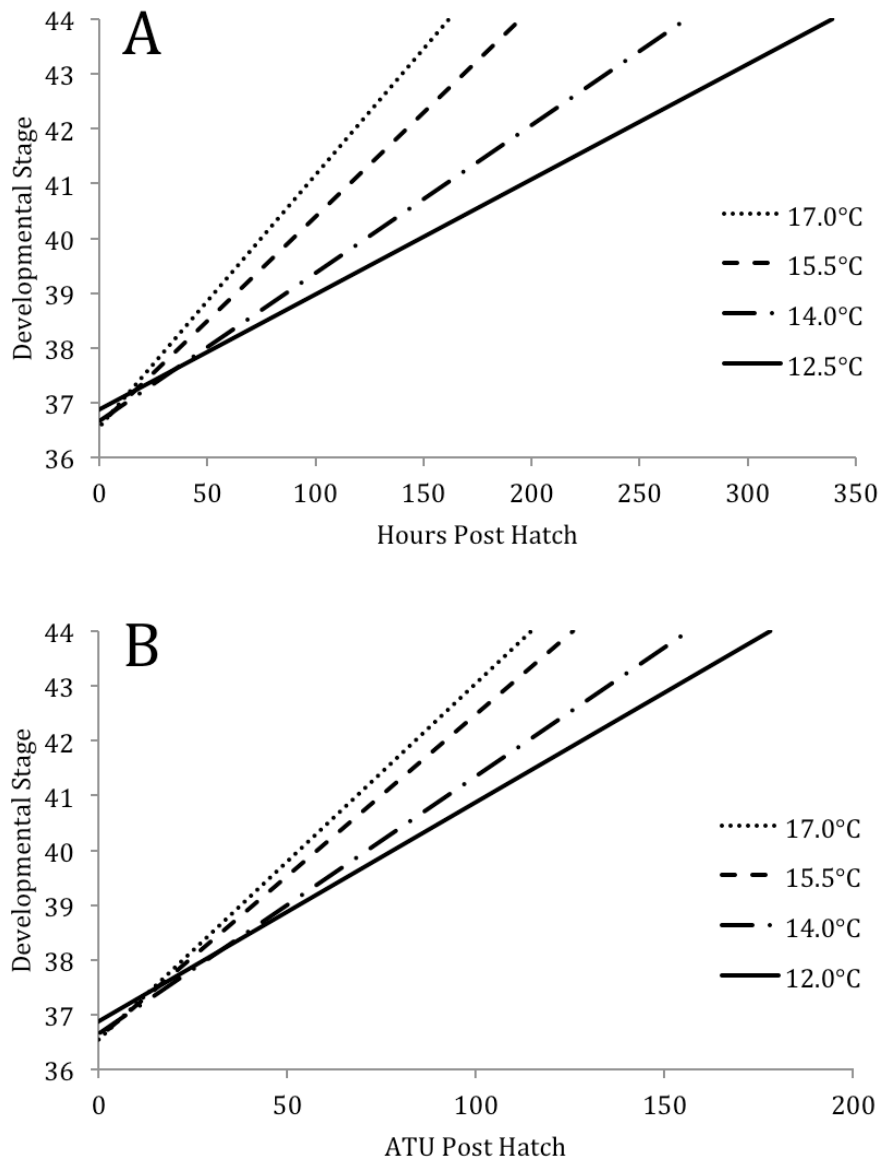 A
44
43
42
41
40
39
38
37
36
Developmental Stage
17.0°C
15.5°C
14.0°C
12.5°C
0 50 100 150 200 250 300 350
Hours Post Hatch
B
44
43
42
41
40
39
38
37
36
Developmental Stage
17.0°C
15.5°C
14.0°C
12.0°C
0 50 100 150 200
ATU Post Hatch